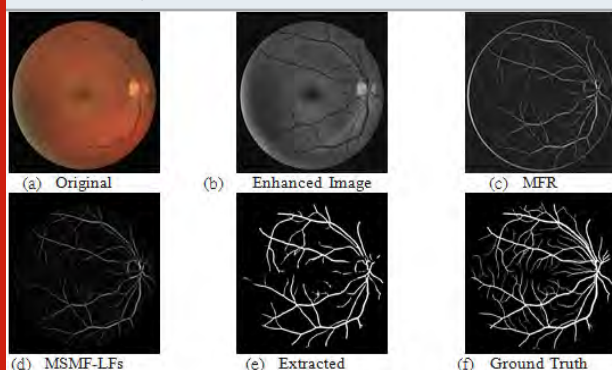 (a) Original
(b) Enhanced Image
(c) MFR
(d) MSMF-LFs
(e) Extracted
(f) Ground Truth